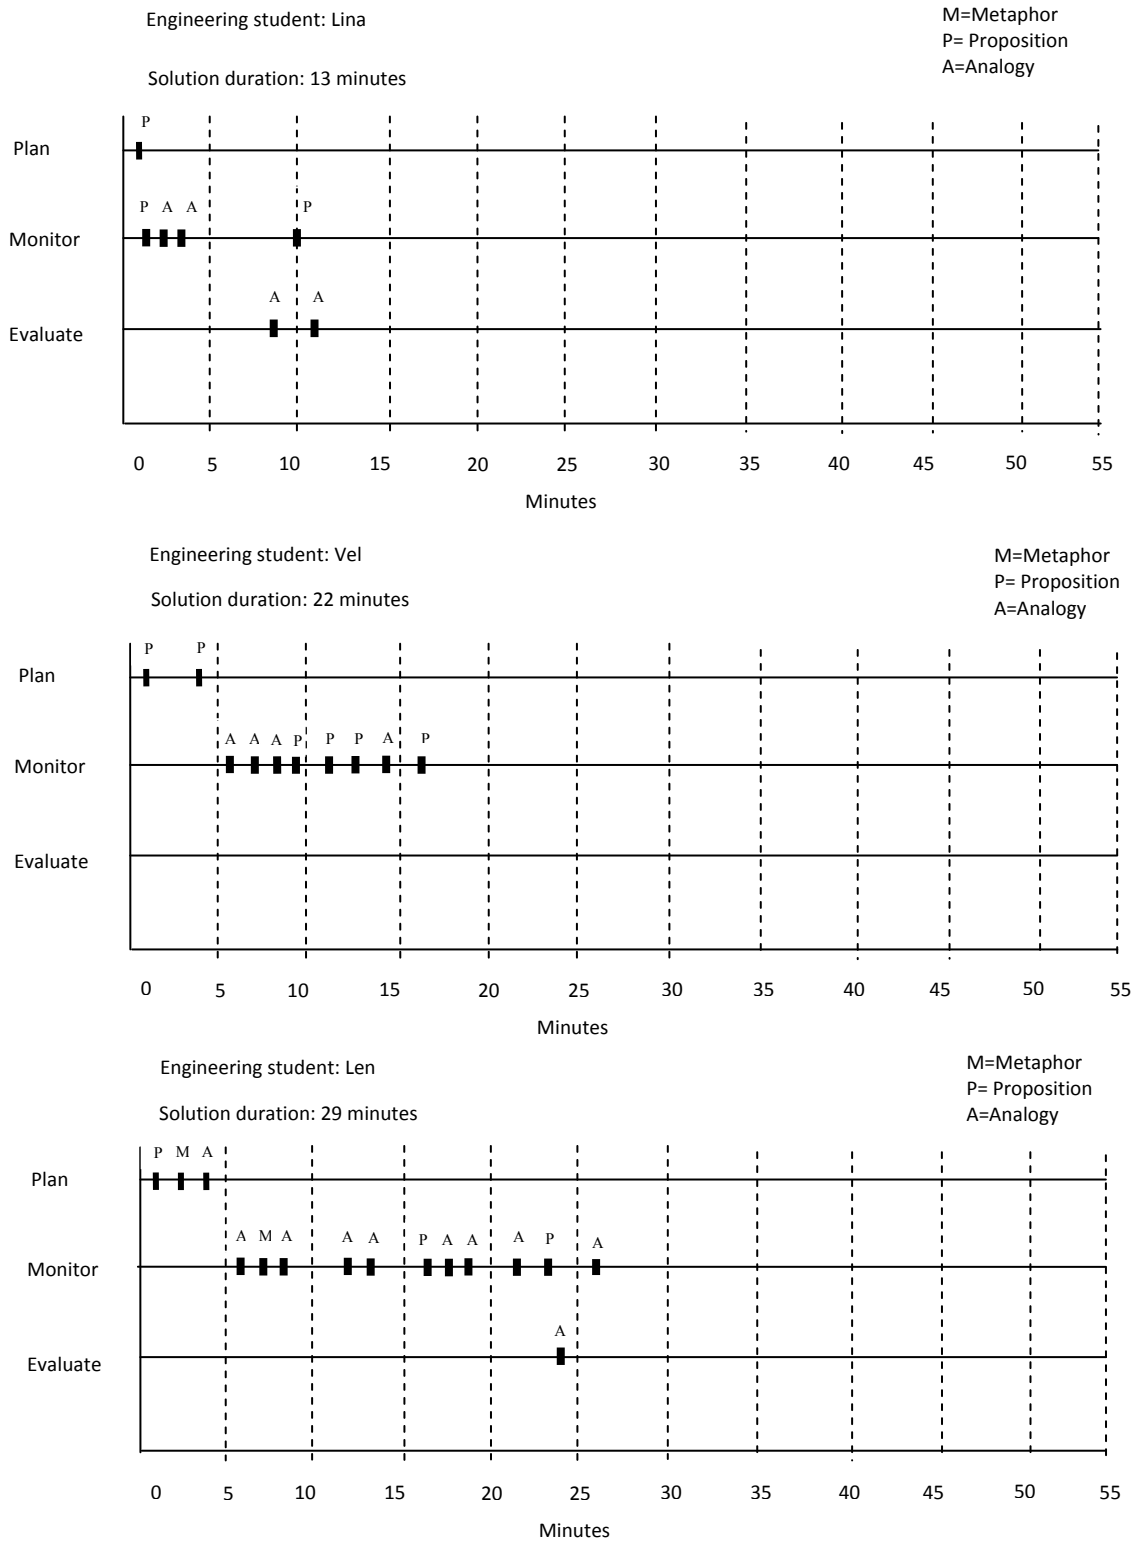 Engineering student: Lina
Solution duration: 13 minutes
M=Metaphor
P= Proposition
A=Analogy
P
Plan
P A A P
Monitor
A A
Evaluate
0 5 10 15 20 25 30 35 40 45 50 55
Minutes
Engineering student: Vel
Solution duration: 22 minutes
M=Metaphor
P= Proposition
A=Analogy
P P
Plan
A A A P P P A P
Monitor
Evaluate
0 5 10 15 20 25 30 35 40 45 50 55
Minutes
Engineering student: Len
Solution duration: 29 minutes
M=Metaphor
P= Proposition
A=Analogy
P M A
Plan
A M A A A P A A A P A
Monitor
A
Evaluate
0 5 10 15 20 25 30 35 40 45 50 55
Minutes